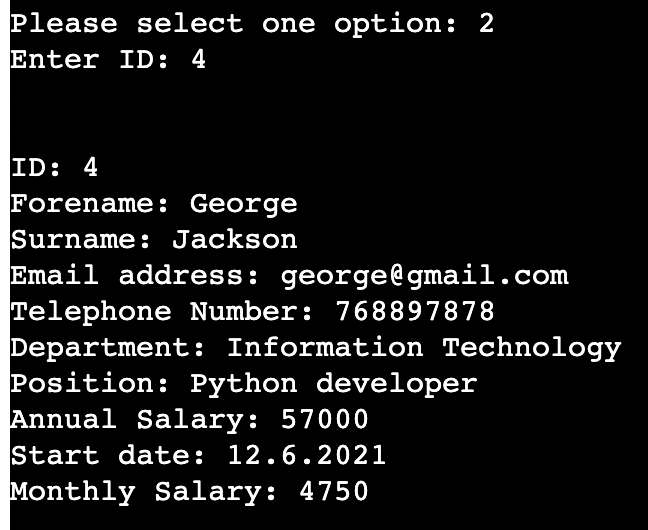 Please select one option: 2
Enter ID: 4
ID: 4
Forename: George
Surname: Jackson
Email address: george@gmail.com
Telephone Number: 768897878
Department: Information Technology
Position: Python developer
Annual Salary: 57000
Start date: 12.6.2021
Monthly Salary: 4750